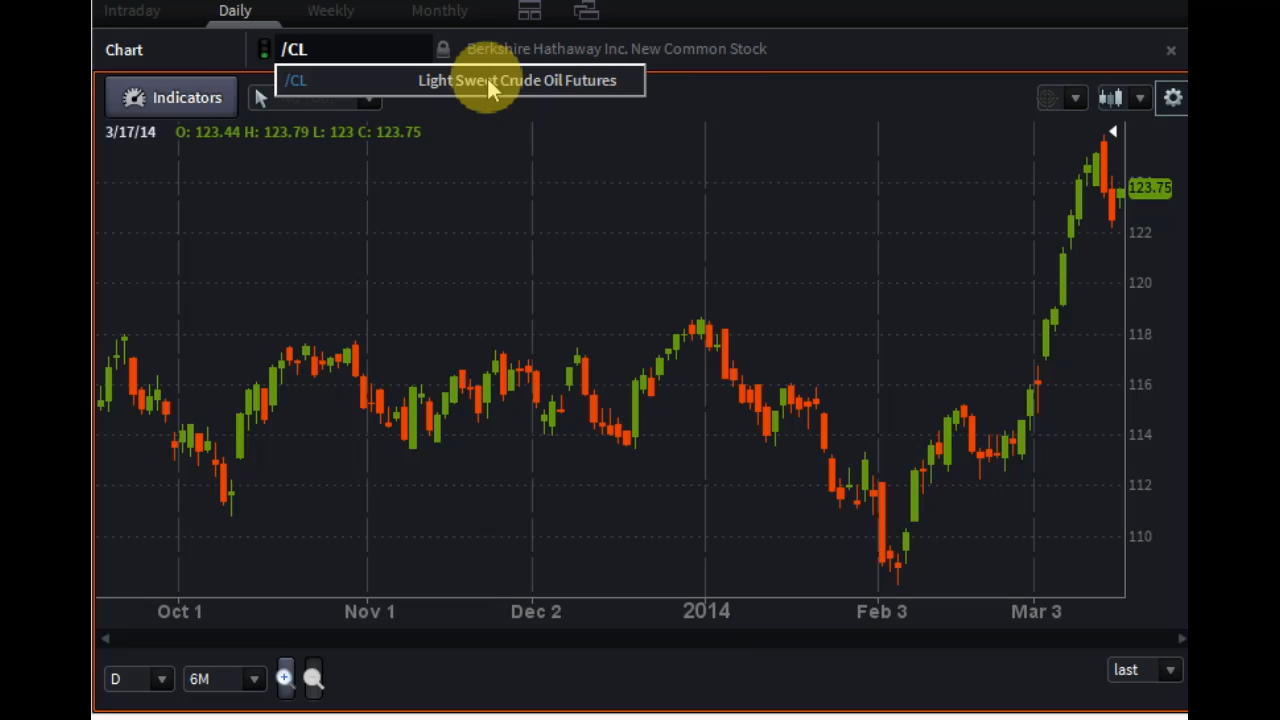 Intraday Daily Weekly Monthly
Chart /CL Berkshire Hathaway Inc. New Common Stock
/CL Light Sweet Crude Oil Futures
Indicators
3/17/14 O: 123.44 H: 123.79 L: 123 C: 123.75
123.75
122
120
118
116
114
112
110
Oct 1 Nov 1 Dec 2 2014 Feb 3 Mar 3
D 6M last